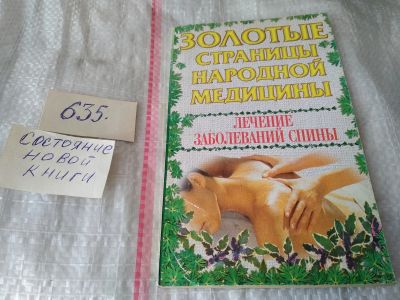 ЗОЛОТЫЕ
СТРАНИЦЫ
НАРОДНОЙ
МЕДИЦИНЫ
ЛЕЧЕНИЕ
ЗАБОЛЕВАНИЙ СПИНЫ
635.
СОСТОЯНИЕ
НОВОЙ
КНИГИ